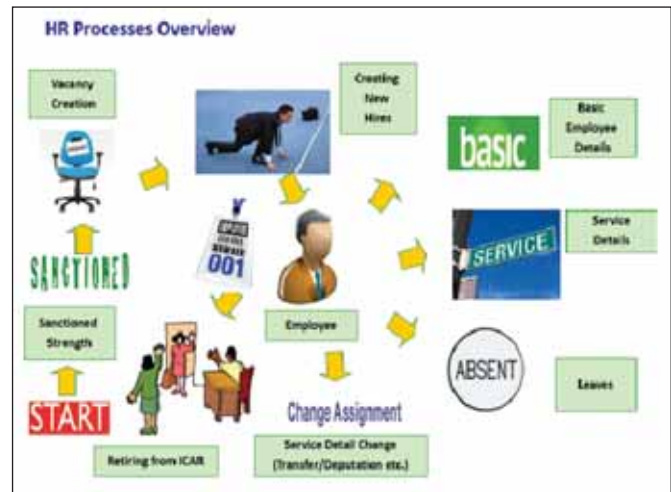 HR Processes Overview
Vacancy
Creation
Creating
New
Hires
basic
Basic
Employee
Details
SERVICE
Service
Details
001
SANCTIONED
Sanctioned
Strength
Employee
ABSENT
Leaves
START
Change Assignment
Retiring from ICAR
Service Detail Change
(Transfer/Deputation etc.)